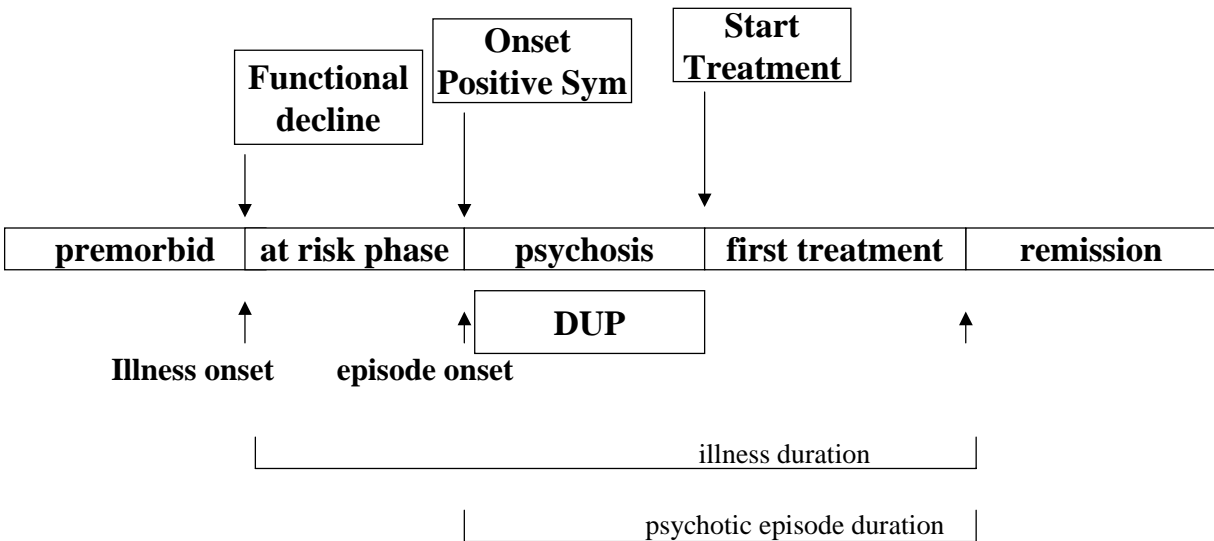 Functional
decline
Onset
Positive Sym
Start
Treatment
premorbid
at risk phase
psychosis
first treatment
remission
DUP
Illness onset
episode onset
illness duration
psychotic episode duration